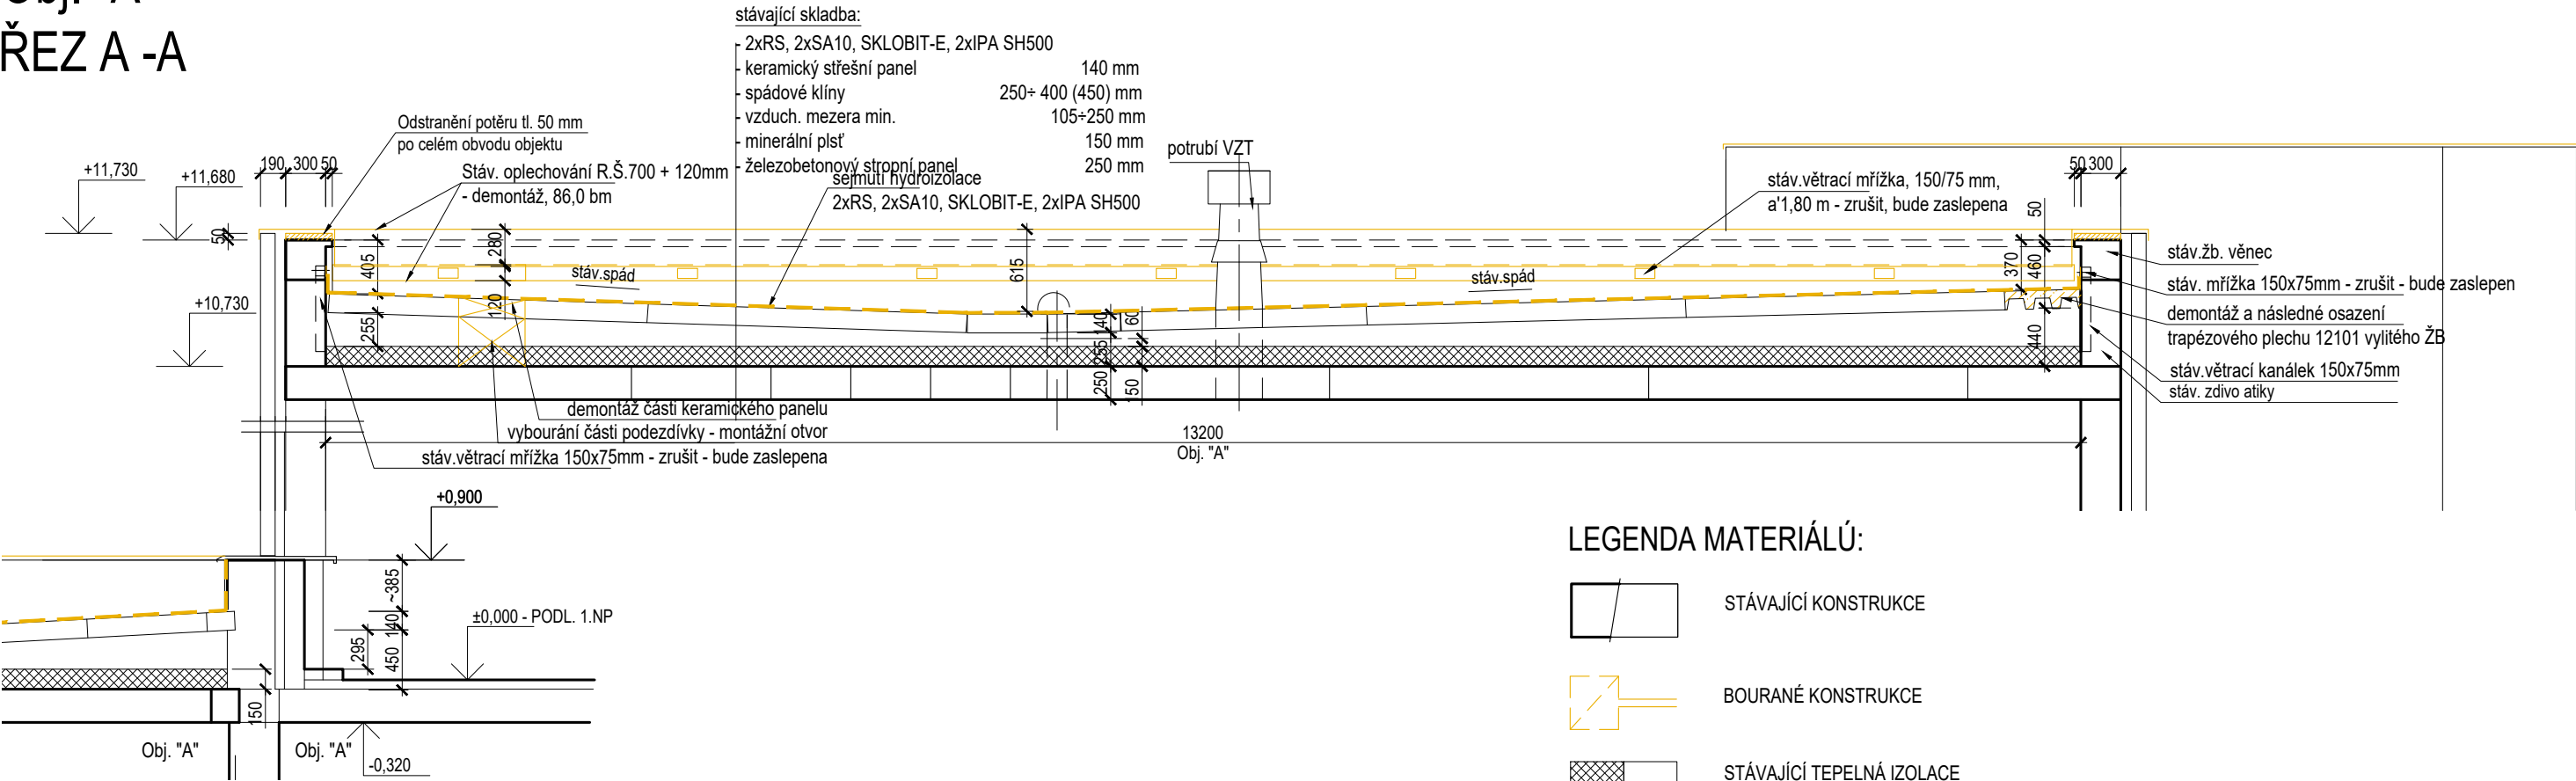 Obj. "A"
ŘEZ A -A
stávající skladba:
- 2xRS, 2xSA10, SKLOBIT-E, 2xIPA SH500
- keramický střešní panel 140 mm
- spádové klíny 250÷ 400 (450) mm
- vzduch. mezera min. 105÷250 mm
- minerální plsť 150 mm
- železobetonový stropní panel 250 mm
sejmutí hydroizolace
2xRS, 2xSA10, SKLOBIT-E, 2xIPA SH500
Odstranění potěru tl. 50 mm
po celém obvodu objektu
Stáv. oplechování R.Š.700 + 120mm
- demontáž, 86,0 bm
potrubí VZT
stáv.větrací mřížka, 150/75 mm,
a'1,80 m - zrušit, bude zaslepena
+11,730
+11,680
+10,730
190 300 50
50
405
255
280
120
615
140
60
255
250
150
50 300
50
370
460
440
stáv.spád
stáv.spád
stáv.žb. věnec
stáv. mřížka 150x75mm - zrušit - bude zaslepen
demontáž a následné osazení
trapézového plechu 12101 vylitého ŽB
stáv.větrací kanálek 150x75mm
stáv. zdivo atiky
demontáž části keramického panelu
vybourání části podezdívky - montážní otvor
stáv.větrací mřížka 150x75mm - zrušit - bude zaslepena
13200
Obj. "A"
+0,900
~385
140
450
295
150
±0,000 - PODL. 1.NP
-0,320
Obj. "A"
Obj. "A"
LEGENDA MATERIÁLÚ:
STÁVAJÍCÍ KONSTRUKCE
BOURANÉ KONSTRUKCE
STÁVAJÍCÍ TEPELNÁ IZOLACE